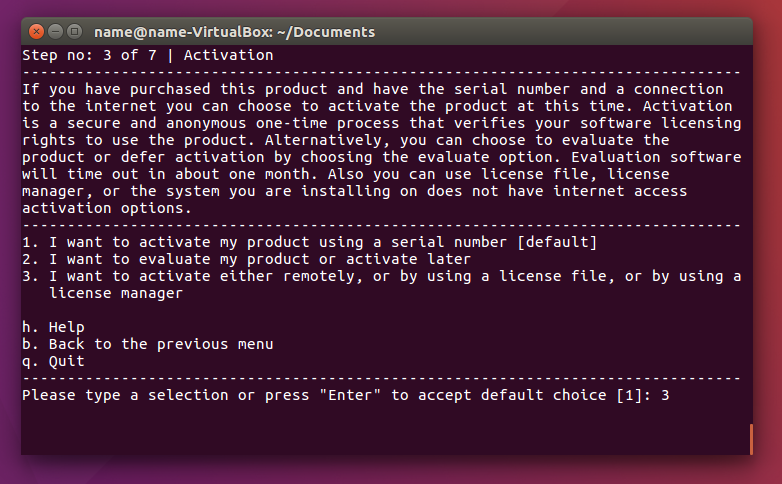 name@name-VirtualBox: ~/Documents
Step no: 3 of 7 | Activation
--------------------------------------------------------------------------------
If you have purchased this product and have the serial number and a connection
to the internet you can choose to activate the product at this time. Activation
is a secure and anonymous one-time process that verifies your software licensing
rights to use the product. Alternatively, you can choose to evaluate the
product or defer activation by choosing the evaluate option. Evaluation software
will time out in about one month. Also you can use license file, license
manager, or the system you are installing on does not have internet access
activation options.
--------------------------------------------------------------------------------
1. I want to activate my product using a serial number [default]
2. I want to evaluate my product or activate later
3. I want to activate either remotely, or by using a license file, or by using a
   license manager

h. Help
b. Back to the previous menu
q. Quit
--------------------------------------------------------------------------------
Please type a selection or press "Enter" to accept default choice [1]: 3